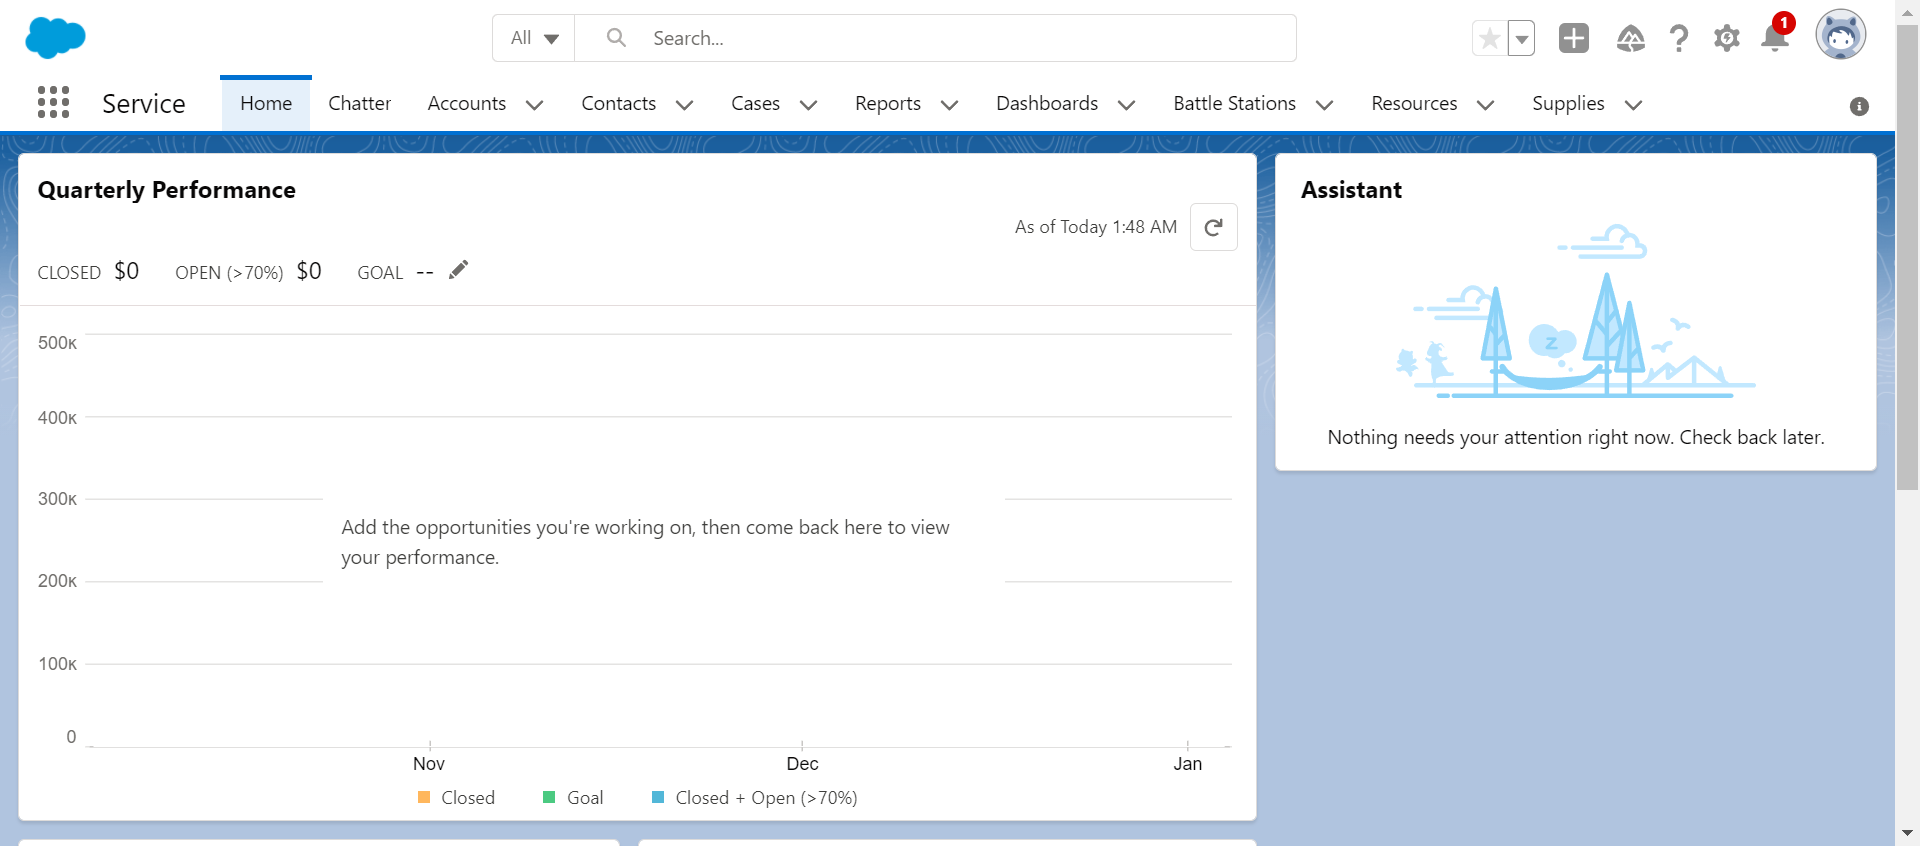 All
Search...
1
Service
Home
Chatter
Accounts
Contacts
Cases
Reports
Dashboards
Battle Stations
Resources
Supplies
Quarterly Performance
As of Today 1:48 AM
CLOSED $0 OPEN (>70%) $0 GOAL --
500K
400K
300K
200K
100K
0
Add the opportunities you're working on, then come back here to view
your performance.
Nov
Dec
Jan
Closed
Goal
Closed + Open (>70%)
Assistant
z
Nothing needs your attention right now. Check back later.